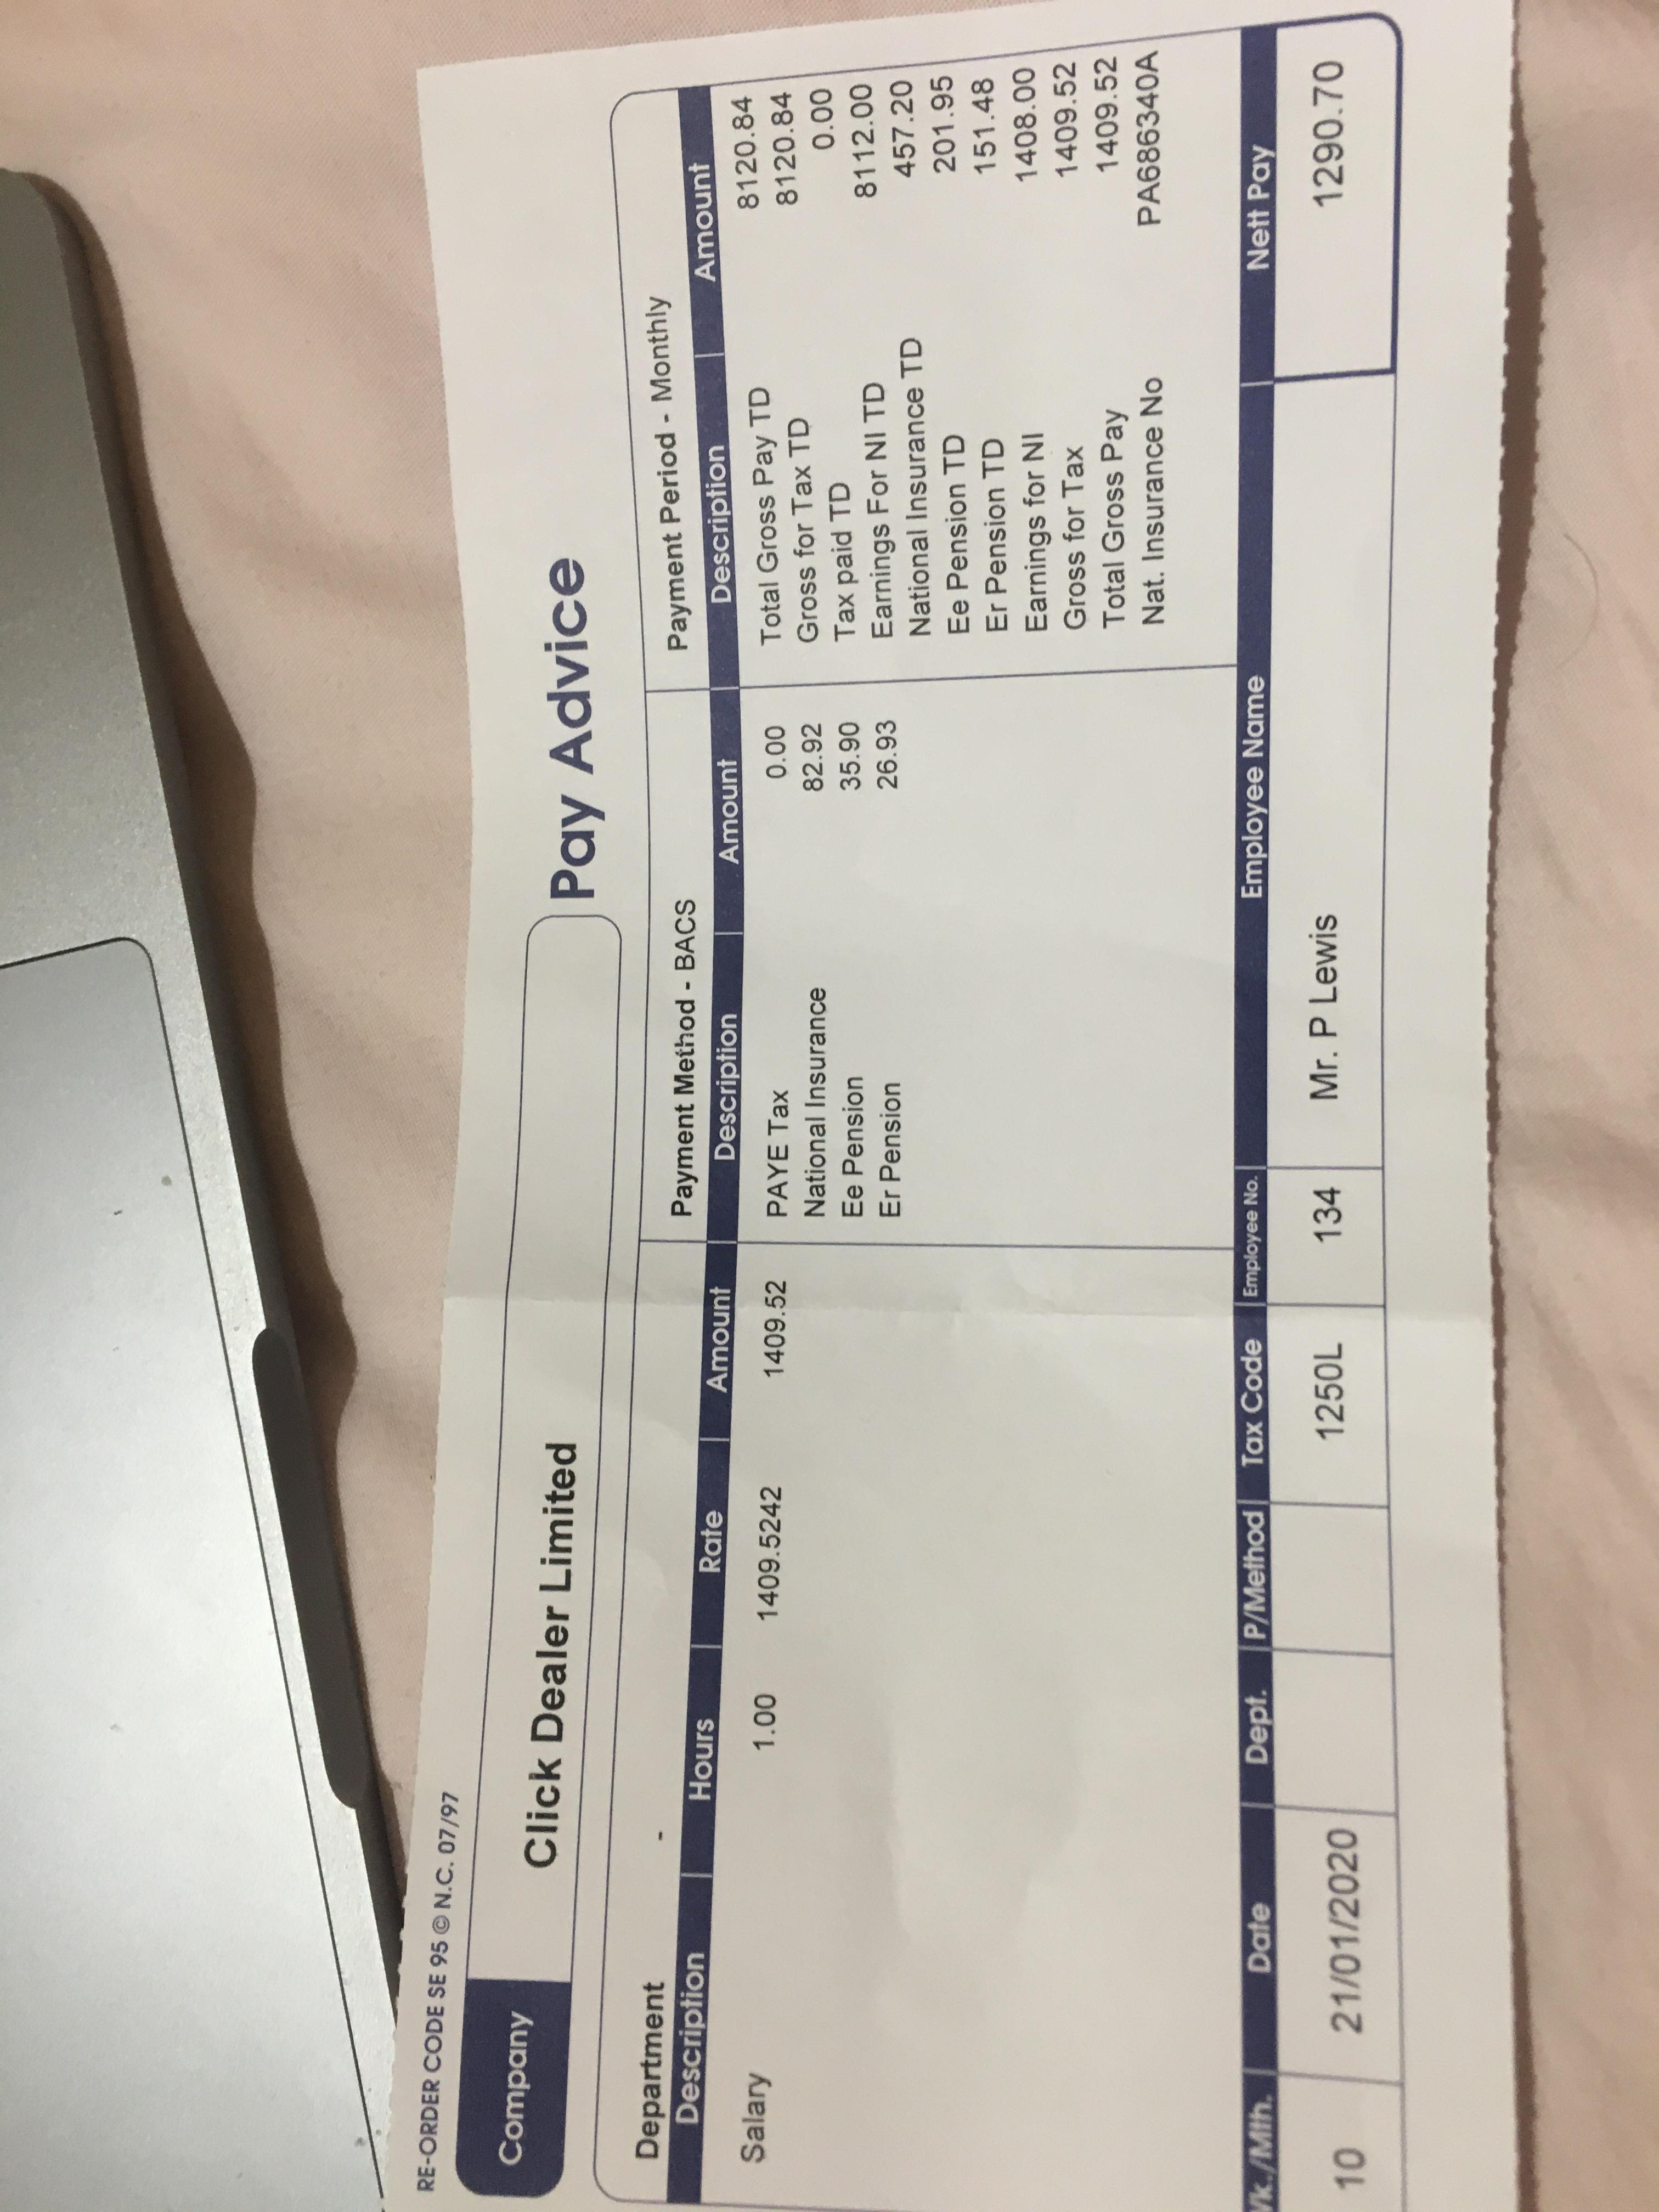 RE-ORDER CODE SE 95 © N.C. 07/97
Company Click Dealer Limited Pay Advice
Department - Payment Method - BACS Payment Period - Monthly
Description Hours Rate Amount Description Amount Description Amount
Salary 1.00 1409.5242 1409.52 PAYE Tax 0.00 Total Gross Pay TD 8120.84
National Insurance 82.92 Gross for Tax TD 8120.84
Ee Pension 35.90 Tax paid TD 0.00
Er Pension 26.93 Earnings For NI TD 8112.00
National Insurance TD 457.20
Ee Pension TD 201.95
Er Pension TD 151.48
Earnings for NI 1408.00
Gross for Tax 1409.52
Total Gross Pay 1409.52
Nat. Insurance No PA686340A
/Mth. Date Dept. P/Method Tax Code Employee No. Employee Name Nett Pay
10 21/01/2020 1250L 134 Mr. P Lewis 1290.70